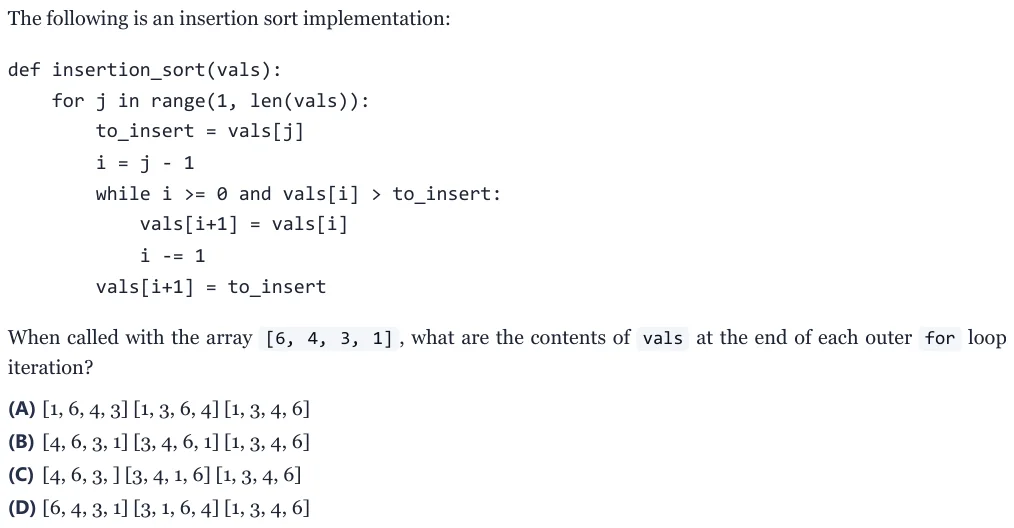 The following is an insertion sort implementation:
def insertion_sort(vals):
    for j in range(1, len(vals)):
        to_insert = vals[j]
        i = j - 1
        while i >= 0 and vals[i] > to_insert:
            vals[i+1] = vals[i]
            i -= 1
        vals[i+1] = to_insert
When called with the array [6, 4, 3, 1], what are the contents of vals at the end of each outer for loop
iteration?
(A) [1, 6, 4, 3] [1, 3, 6, 4] [1, 3, 4, 6]
(B) [4, 6, 3, 1] [3, 4, 6, 1] [1, 3, 4, 6]
(C) [4, 6, 3, ] [3, 4, 1, 6] [1, 3, 4, 6]
(D) [6, 4, 3, 1] [3, 1, 6, 4] [1, 3, 4, 6]